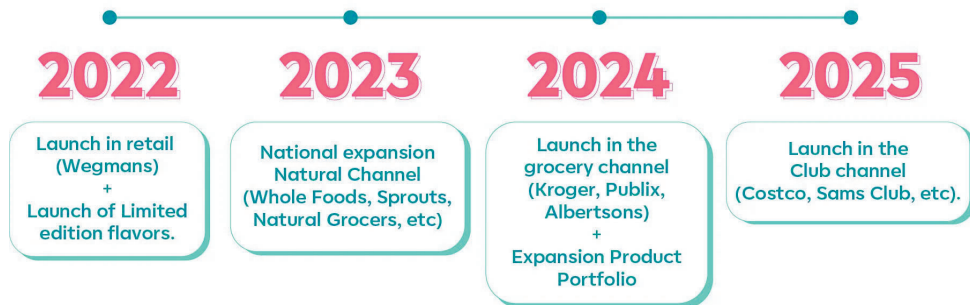 2022
Launch in retail
(Wegmans)
+
Launch of Limited
edition flavors.
2023
National expansion
Natural Channel
(Whole Foods, Sprouts,
Natural Grocers, etc)
2024
Launch in the
grocery channel
(Kroger, Publix,
Albertsons)
+
Expansion Product
Portfolio
2025
Launch in the
Club channel
(Costco, Sams Club, etc).